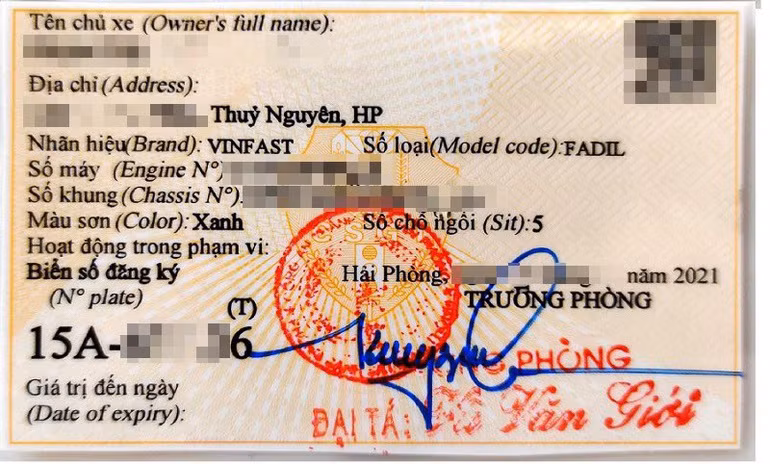 Tên chủ xe (Owner's full name):
Địa chỉ (Address):
Thuỷ Nguyên, HP
Nhãn hiệu(Brand): VINFAST Số loại(Model code):FADIL
Số máy (Engine N°)
Số khung (Chassis N°)
Màu sơn (Color): Xanh Số chỗ ngồi (Sit): 5
Hoạt động trong phạm vi:
Biển số đăng ký Hải Phòng, năm 2021
(N° plate) TRƯỞNG PHÒNG
(T)
15A- 6
PHÒNG
Giá trị đến ngày
(Date of expiry):
ĐẠI TÁ: Văn Giới